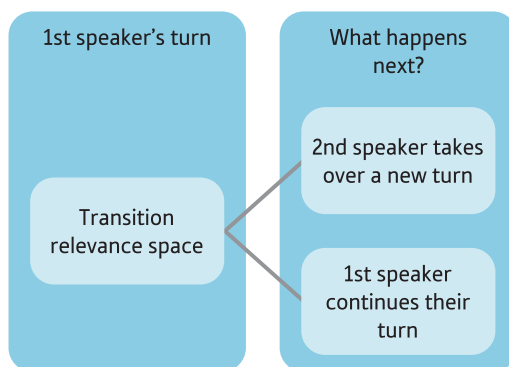 1st speaker’s turn
Transition
relevance space
What happens
next?
2nd speaker takes
over a new turn
1st speaker
continues their
turn